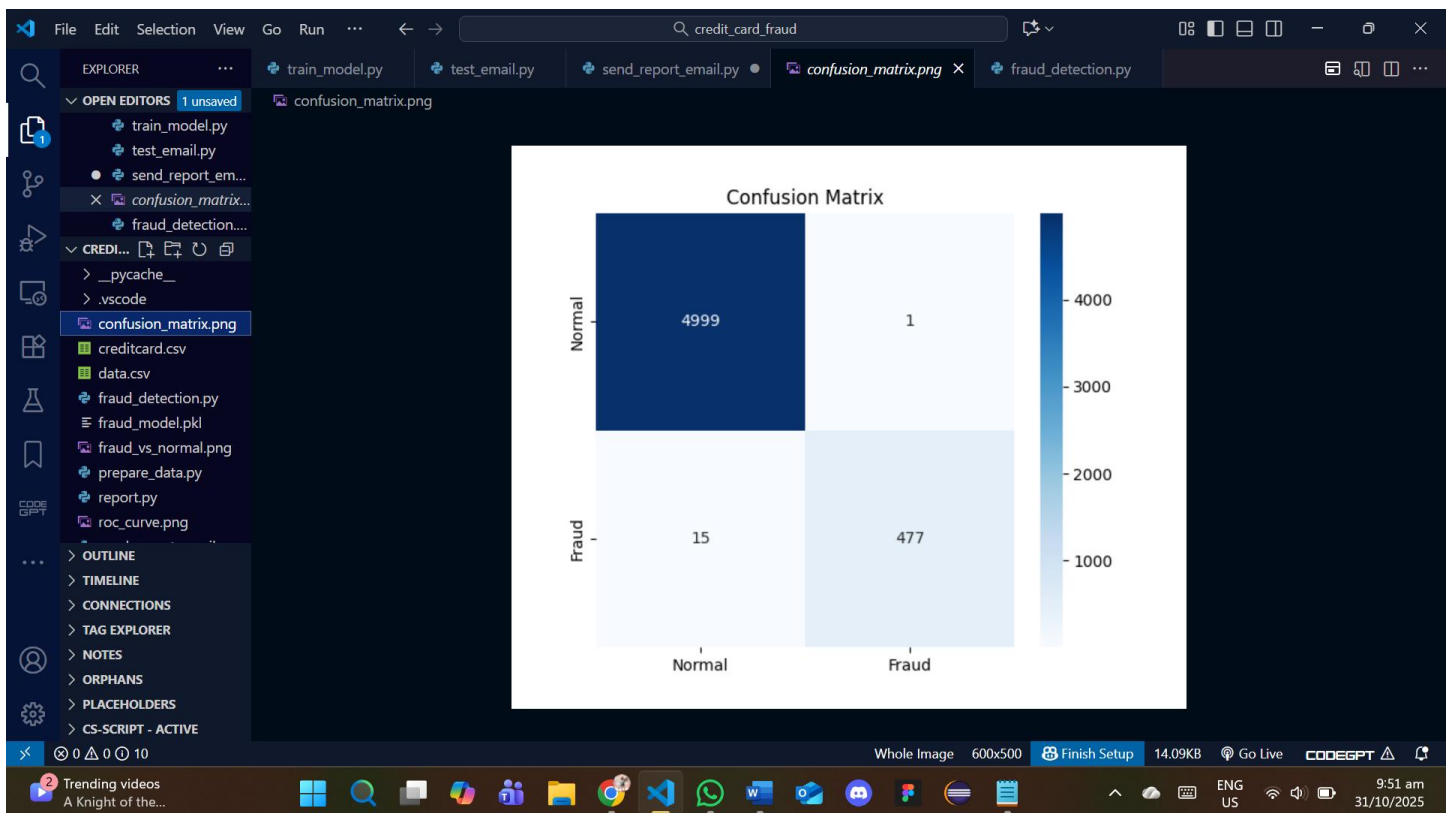 File Edit Selection View Go Run ··· credit_card_fraud
EXPLORER ···
train_model.py test_email.py send_report_email.py confusion_matrix.png fraud_detection.py
OPEN EDITORS 1 unsaved
train_model.py
test_email.py
send_report_em...
confusion_matrix...
fraud_detection....
CREDI...
__pycache__
.vscode
confusion_matrix.png
creditcard.csv
data.csv
fraud_detection.py
fraud_model.pkl
fraud_vs_normal.png
prepare_data.py
report.py
roc_curve.png
OUTLINE
TIMELINE
CONNECTIONS
TAG EXPLORER
NOTES
ORPHANS
PLACEHOLDERS
CS-SCRIPT - ACTIVE
1
CODE
GPT
confusion_matrix.png
Confusion Matrix
Normal
4999 1
Fraud
15 477
Normal Fraud
4000
3000
2000
1000
0 0 10 Whole Image 600x500 Finish Setup 14.09KB Go Live CODEGPT
2
Trending videos
A Knight of the...
ENG
US
9:51 am
31/10/2025